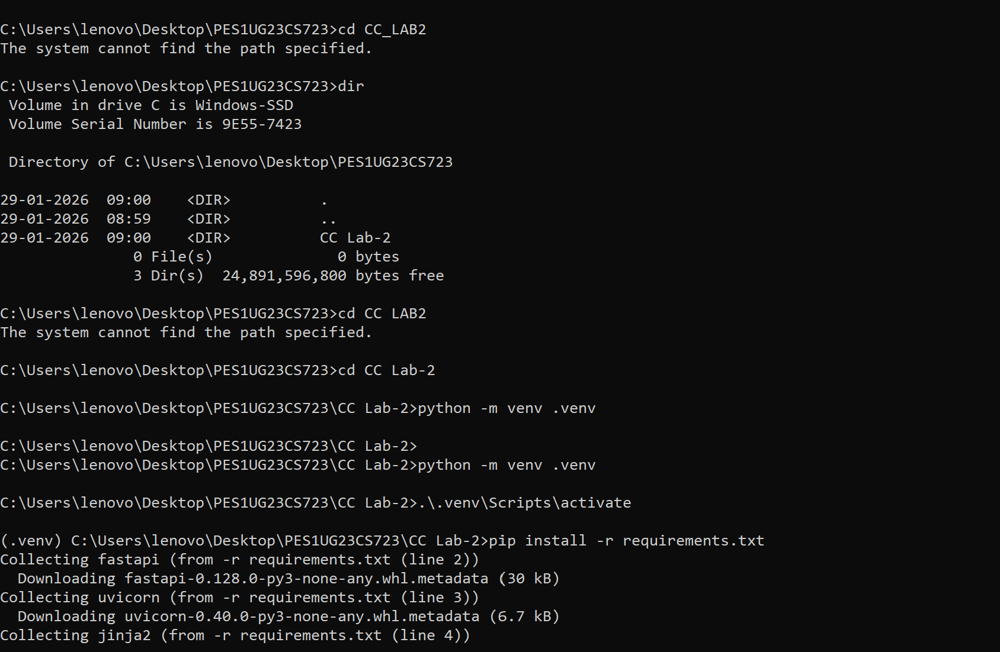 C:\Users\lenovo\Desktop\PES1UG23CS723>cd CC_LAB2
The system cannot find the path specified.
C:\Users\lenovo\Desktop\PES1UG23CS723>dir
 Volume in drive C is Windows-SSD
 Volume Serial Number is 9E55-7423
 Directory of C:\Users\lenovo\Desktop\PES1UG23CS723
29-01-2026  09:00    <DIR>          .
29-01-2026  08:59    <DIR>          ..
29-01-2026  09:00    <DIR>          CC Lab-2
               0 File(s)              0 bytes
               3 Dir(s)  24,891,596,800 bytes free
C:\Users\lenovo\Desktop\PES1UG23CS723>cd CC LAB2
The system cannot find the path specified.
C:\Users\lenovo\Desktop\PES1UG23CS723>cd CC Lab-2
C:\Users\lenovo\Desktop\PES1UG23CS723\CC Lab-2>python -m venv .venv
C:\Users\lenovo\Desktop\PES1UG23CS723\CC Lab-2>
C:\Users\lenovo\Desktop\PES1UG23CS723\CC Lab-2>python -m venv .venv
C:\Users\lenovo\Desktop\PES1UG23CS723\CC Lab-2>.\.venv\Scripts\activate
(.venv) C:\Users\lenovo\Desktop\PES1UG23CS723\CC Lab-2>pip install -r requirements.txt
Collecting fastapi (from -r requirements.txt (line 2))
  Downloading fastapi-0.128.0-py3-none-any.whl.metadata (30 kB)
Collecting uvicorn (from -r requirements.txt (line 3))
  Downloading uvicorn-0.40.0-py3-none-any.whl.metadata (6.7 kB)
Collecting jinja2 (from -r requirements.txt (line 4))